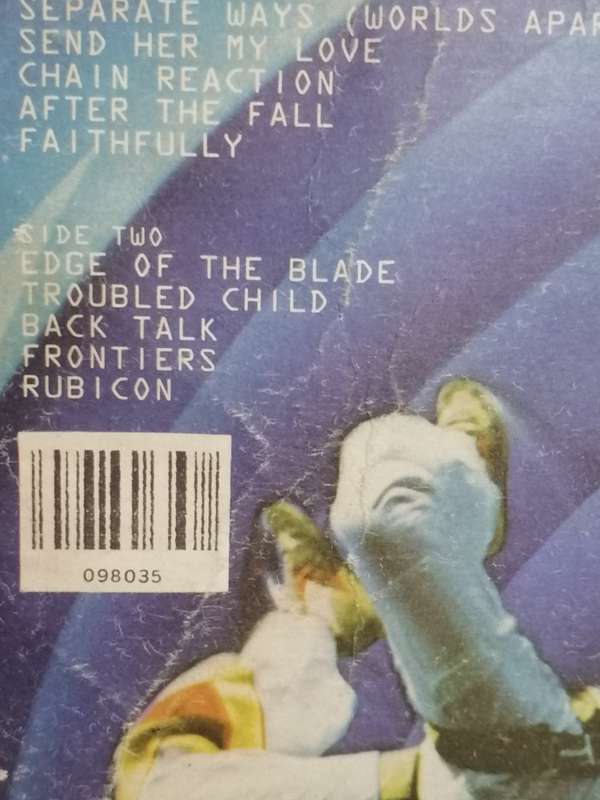 SEPARATE WAYS (WORLDS APAR
SEND HER MY LOVE
CHAIN REACTION
AFTER THE FALL
FAITHFULLY
SIDE TWO
EDGE OF THE BLADE
TROUBLED CHILD
BACK TALK
FRONTIERS
RUBICON
098035